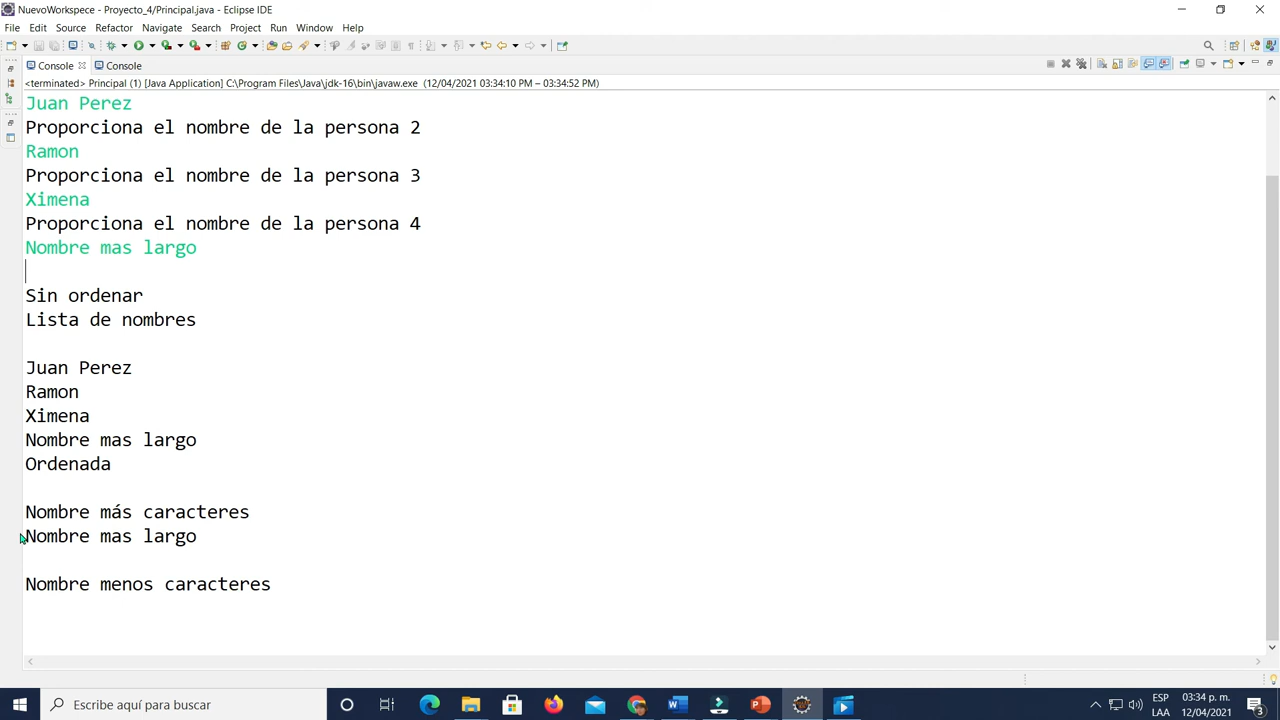 NuevoWorkspece - Proyecto_4/Principal.java - Eclipse IDE
File Edit Source Refactor Navigate Search Project Run Window Help
Console Console
<terminated> Principal (1) [Java Application] C:\Program Files\Java\jdk-16\bin\javaw.exe (12/04/2021 03:34:10 PM – 03:34:52 PM)
Juan Perez
Proporciona el nombre de la persona 2
Ramon
Proporciona el nombre de la persona 3
Ximena
Proporciona el nombre de la persona 4
Nombre mas largo
Sin ordenar
Lista de nombres
Juan Perez
Ramon
Ximena
Nombre mas largo
Ordenada
Nombre más caracteres
Nombre mas largo
Nombre menos caracteres
Escribe aquí para buscar
ESP 03:34 p. m.
LAA 12/04/2021
3